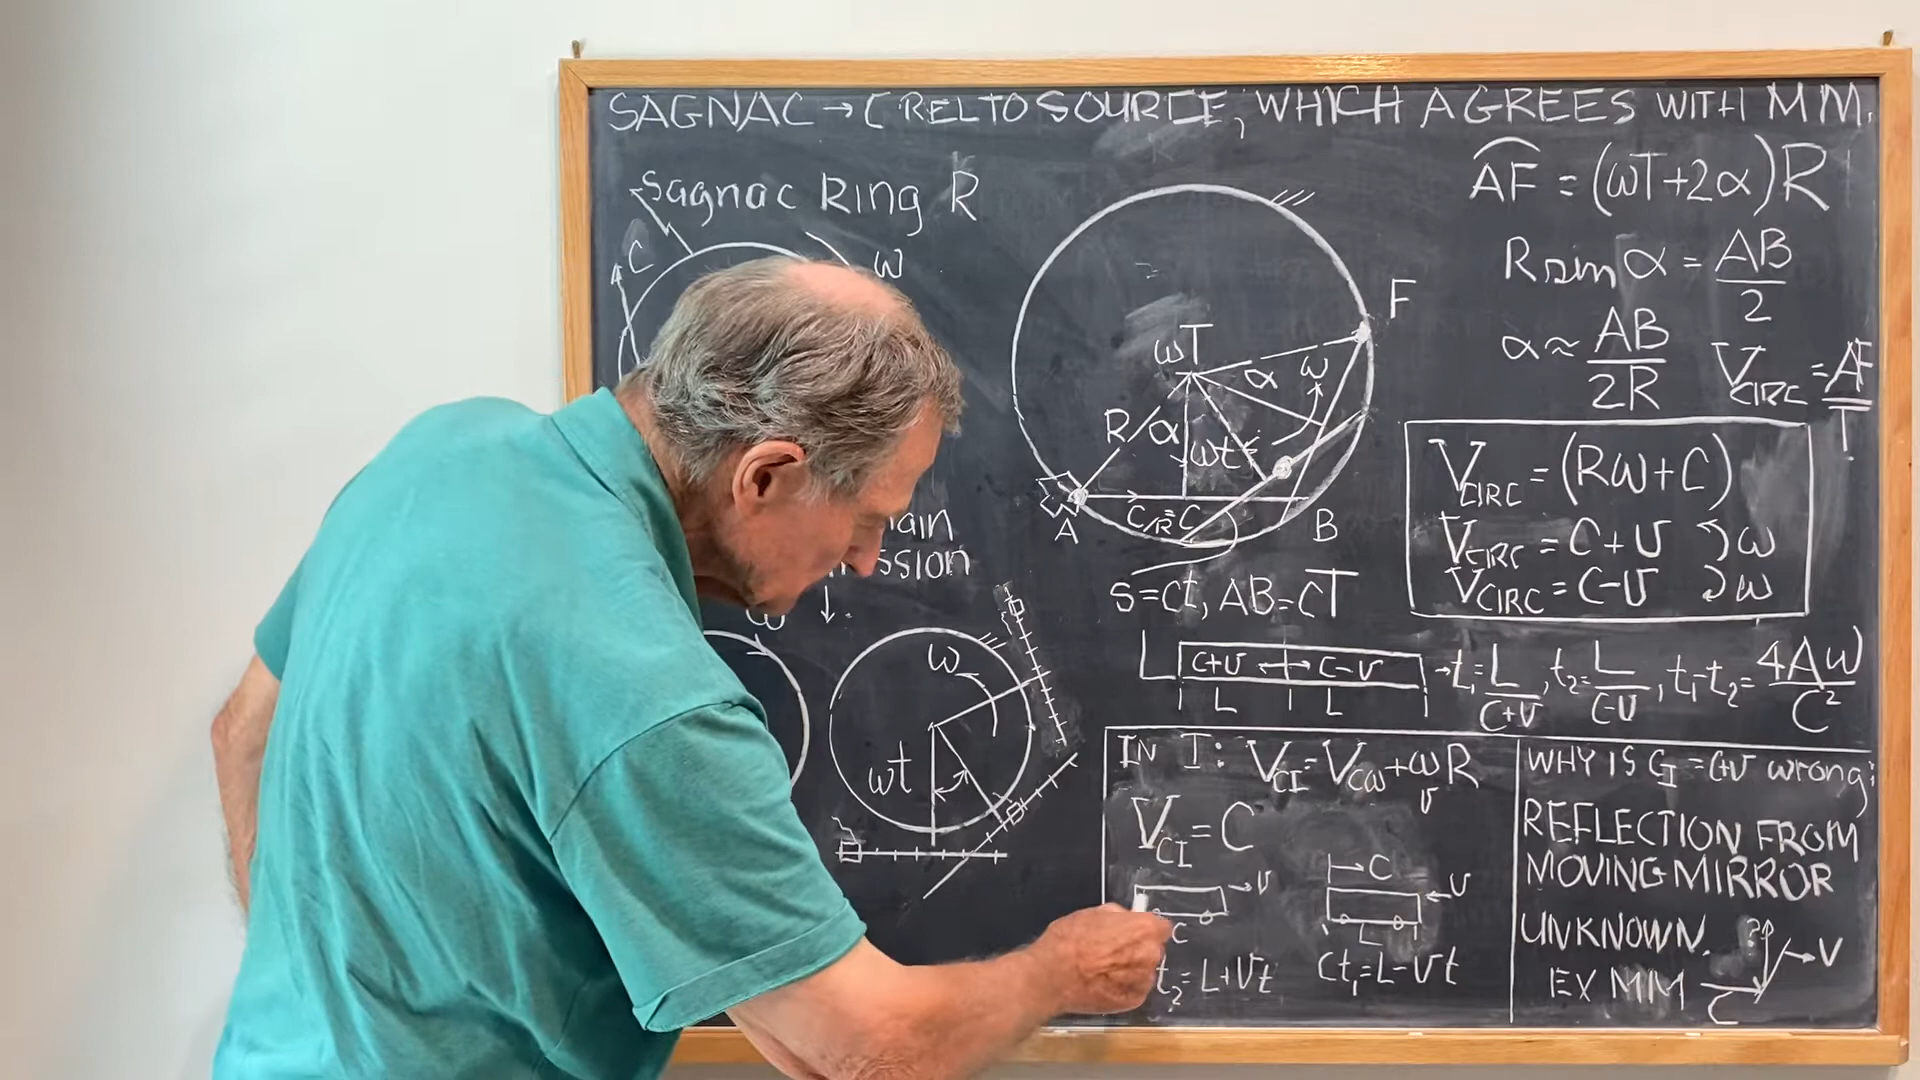 SAGNAC → C REL TO SOURCE, WHICH AGREES WITH MM.
Sagnac Ring R
C
ω
ωT
α
ω
F
R
α
ωt
A
C/R=C
B
S=Ct, AB=CT
AF = (ωT+2α)R
R sin α = AB/2
α ≈ AB/2R
V_CIRC = AF/T
V_CIRC = (Rω+C)
V_CIRC = C+v ω
V_CIRC = C-v ω
ssion
↓
ω
ω
ωt
L C+v ↔ C-v → t₁=L/C+v, t₂=L/C-v, t₁-t₂=4Aω/C²
L L
IN I: V_CI=V_Cω+ωR
v
V_CI=C
→v
C
t₂=L+vt
→C
←v
L
Ct₁=L-vt
WHY IS C_I=C+v wrong:
REFLECTION FROM
MOVING MIRROR
UNKNOWN.
EX MM
?
→V
C